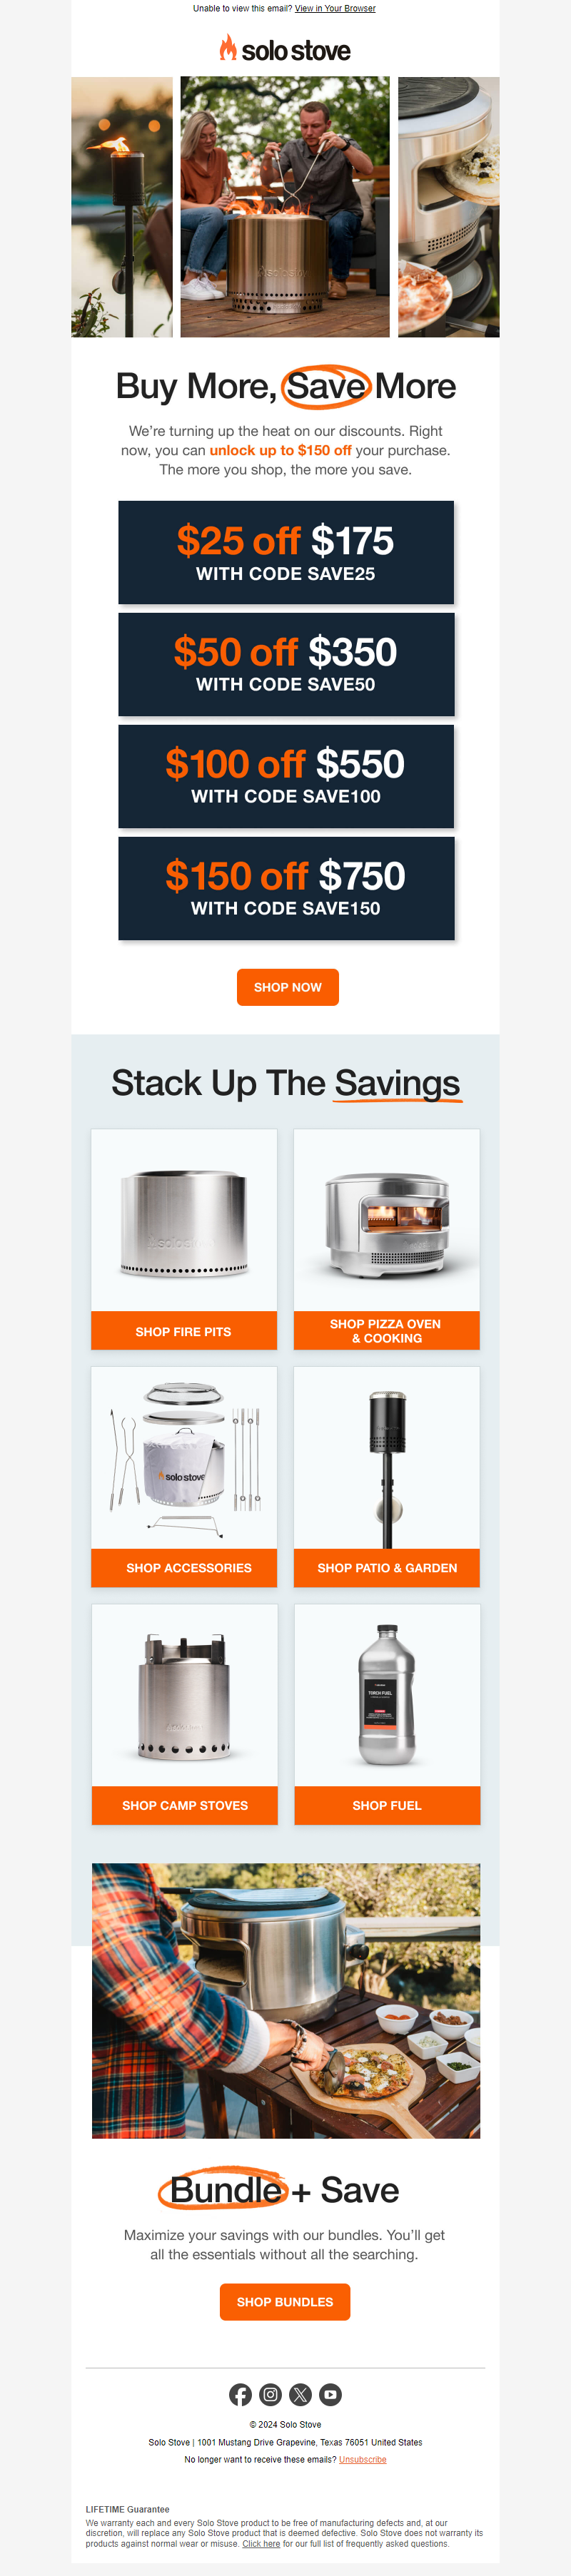 Unable to view this email? View in Your Browser
solo stove
Buy More, Save More
We’re turning up the heat on our discounts. Right
now, you can unlock up to $150 off your purchase.
The more you shop, the more you save.
$25 off $175
WITH CODE SAVE25
$50 off $350
WITH CODE SAVE50
$100 off $550
WITH CODE SAVE100
$150 off $750
WITH CODE SAVE150
SHOP NOW
Stack Up The Savings
SHOP FIRE PITS
SHOP PIZZA OVEN
& COOKING
solo stove
SHOP ACCESSORIES
SHOP PATIO & GARDEN
SHOP CAMP STOVES
TORCH FUEL
SHOP FUEL
Bundle + Save
Maximize your savings with our bundles. You’ll get
all the essentials without all the searching.
SHOP BUNDLES
© 2024 Solo Stove
Solo Stove | 1001 Mustang Drive Grapevine, Texas 76051 United States
No longer want to receive these emails? Unsubscribe
LIFETIME Guarantee
We warranty each and every Solo Stove product to be free of manufacturing defects and, at our
discretion, will replace any Solo Stove product that is deemed defective. Solo Stove does not warranty its
products against normal wear or misuse. Click here for our full list of frequently asked questions.